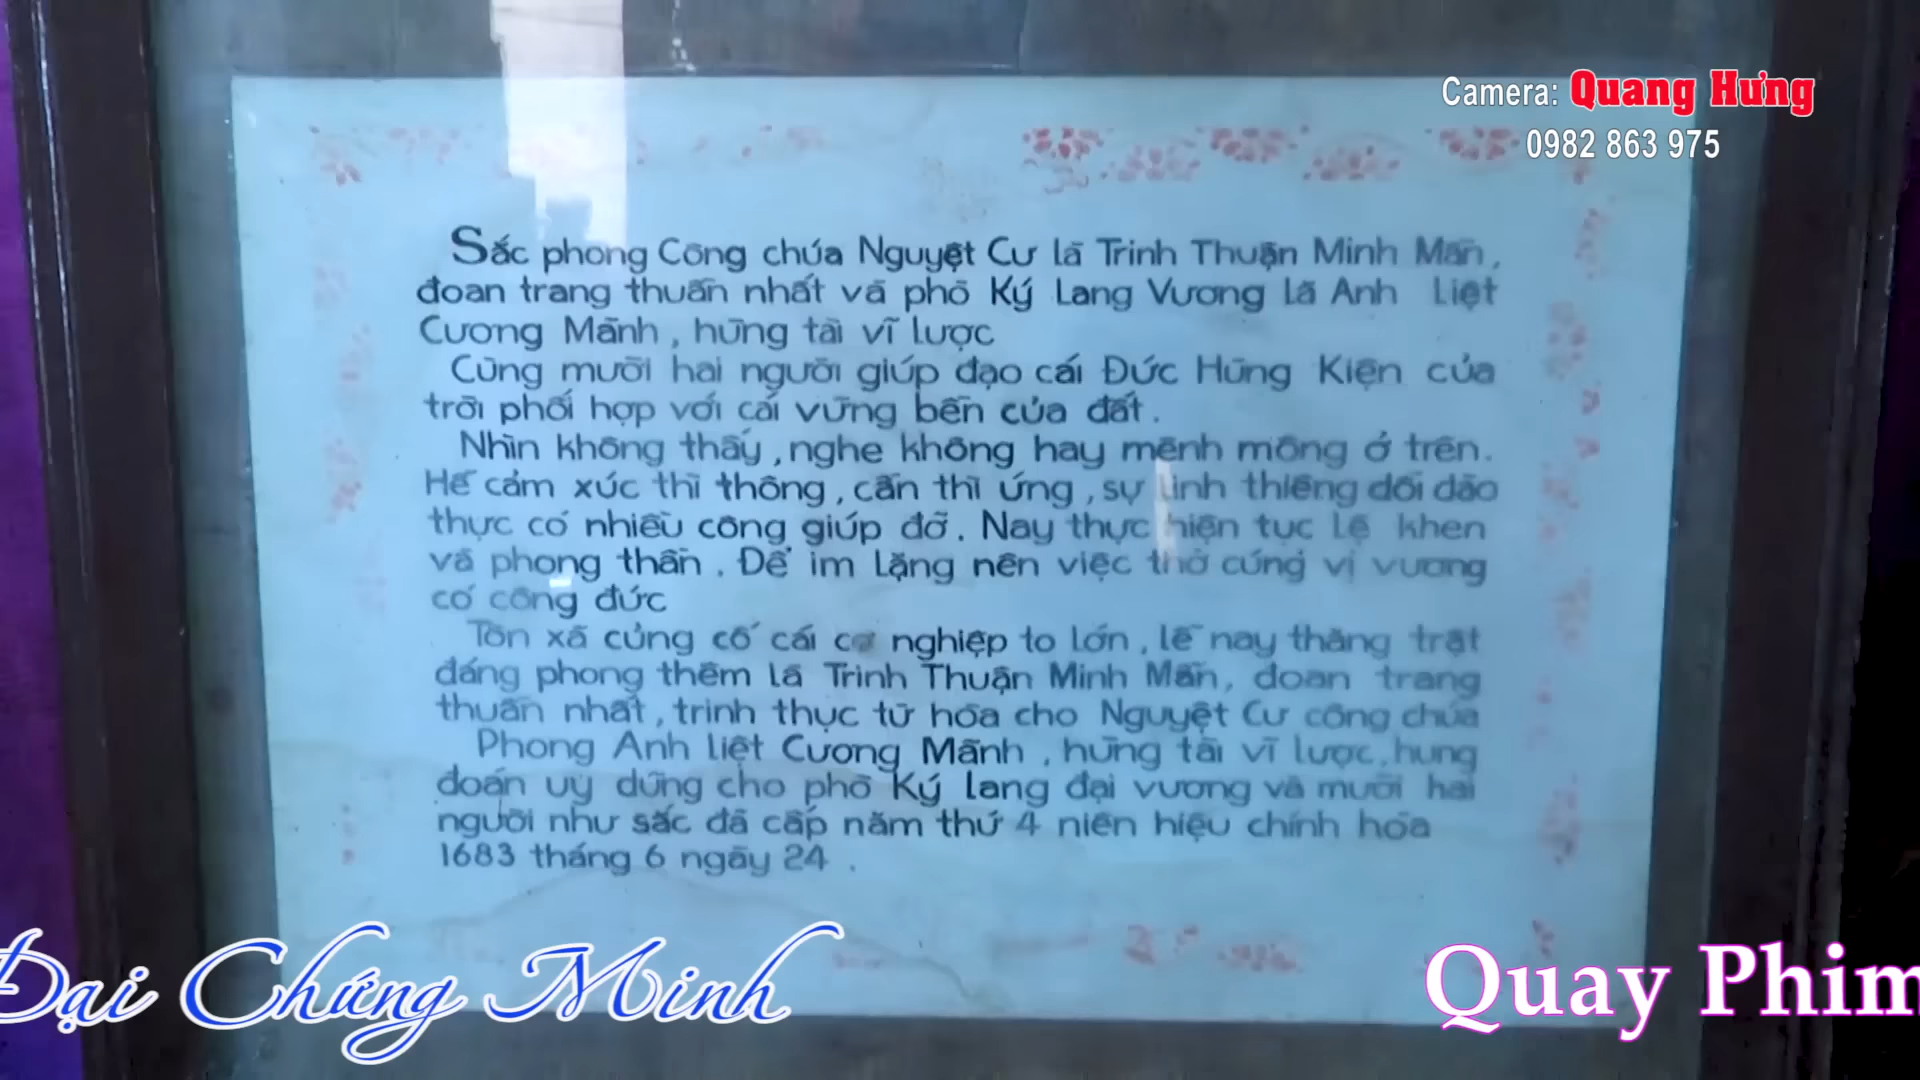 Camera: Quang Hưng
0982 863 975
Sắc phong Công chúa Nguyệt Cư là Trinh Thuận Minh Mẫn,
đoan trang thuần nhất và phò Ký Lang Vương là Anh Liệt
Cương Mãnh, hùng tài vĩ lược
Cùng mười hai người giúp đạo cái Đức Hùng Kiện của
trời phối hợp với cái vững bền của đất.
Nhìn không thấy, nghe không hay mênh mông ở trên.
Hễ cảm xúc thì thông, cần thì ứng, sự linh thiêng dồi dào
thực có nhiều công giúp đỡ. Nay thực hiện tục lệ khen
và phong thần. Để im lặng nên việc thờ cúng vị vương
có công đức
Tôn xã củng cố cái cơ nghiệp to lớn, lễ nay thăng trật
đáng phong thêm là Trinh Thuận Minh Mẫn, đoan trang
thuần nhất, trinh thục từ hòa cho Nguyệt Cư công chúa
Phong Anh liệt Cương Mãnh, hùng tài vĩ lược, hung
đoán uy dũng cho phò Ký lang đại vương và mười hai
người như sắc đã cấp năm thứ 4 niên hiệu chính hòa
1683 tháng 6 ngày 24.
Đại Chứng Minh
Quay Phim